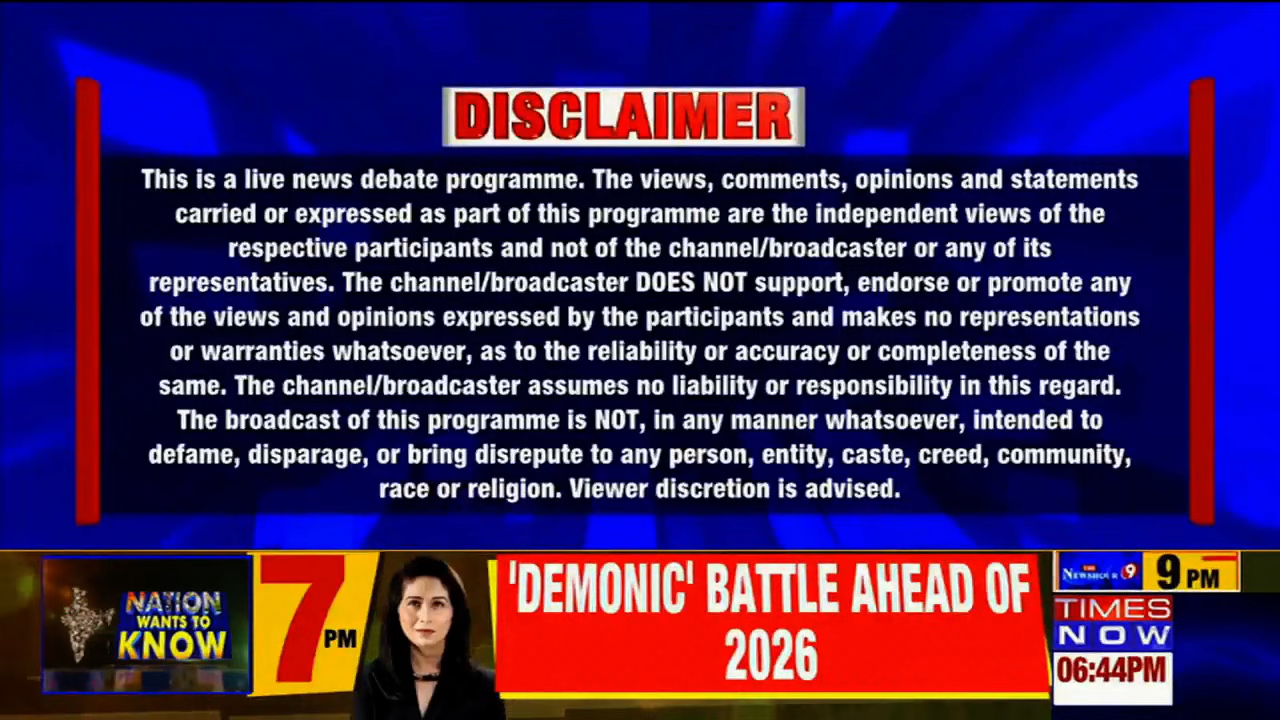 DISCLAIMER
This is a live news debate programme. The views, comments, opinions and statements
carried or expressed as part of this programme are the independent views of the
respective participants and not of the channel/broadcaster or any of its
representatives. The channel/broadcaster DOES NOT support, endorse or promote any
of the views and opinions expressed by the participants and makes no representations
or warranties whatsoever, as to the reliability or accuracy or completeness of the
same. The channel/broadcaster assumes no liability or responsibility in this regard.
The broadcast of this programme is NOT, in any manner whatsoever, intended to
defame, disparage, or bring disrepute to any person, entity, caste, creed, community,
race or religion. Viewer discretion is advised.
NATION
WANTS TO
KNOW
7 PM
'DEMONIC' BATTLE AHEAD OF
2026
THE
NEWSHOUR 9
9 PM
TIMES
NOW
06:44PM